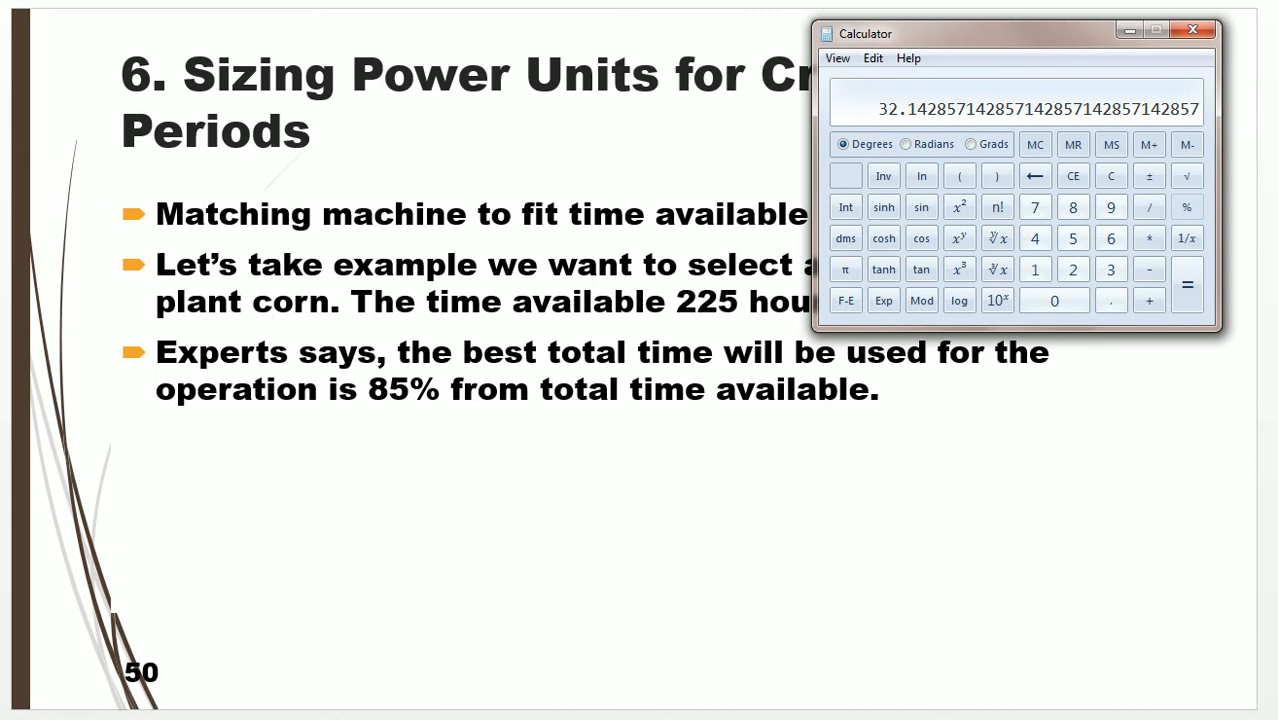 6. Sizing Power Units for
Periods
Matching machine to fit time available
Let's take example we want to select
plant corn. The time available 225
Experts says, the best total time will be used for the
operation is 85% from total time available.
50
Calculator
View Edit Help
32.142857142857142857142857142857
Degrees Radians Grads MC MR MS M+ M-
Inv ln ( ) ← CE C ± √
Int sinh sin x² n! 7 8 9 / %
dms cosh cos xʸ ʸ√x 4 5 6 * 1/x
π tanh tan x³ ³√x 1 2 3 - =
F-E Exp Mod log 10ˣ 0 . +